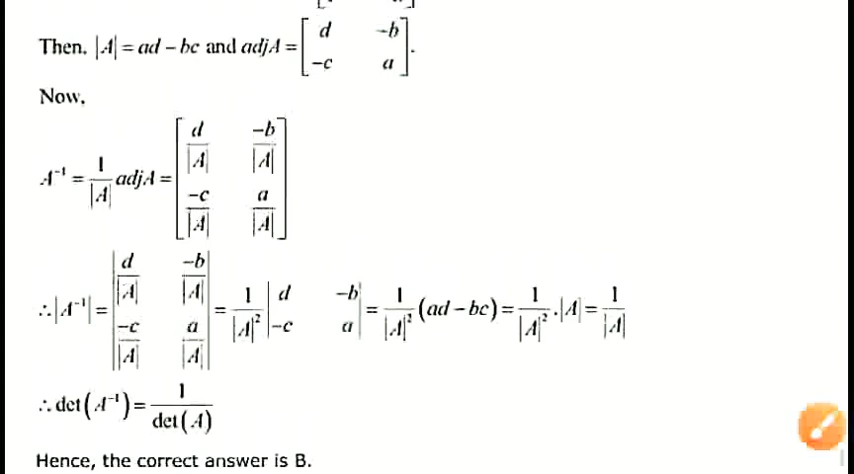 Then, |A| = ad − bc and adjA = [d −b; −c a].
Now,
A⁻¹ = 1/|A| adjA = [d/|A| −b/|A|; −c/|A| a/|A|]
∴ |A⁻¹| = |d/|A| −b/|A|; −c/|A| a/|A|| = 1/|A|² |d −b; −c a| = 1/|A|² (ad − bc) = 1/|A|² . |A| = 1/|A|
∴ det(A⁻¹) = 1/det(A)
Hence, the correct answer is B.